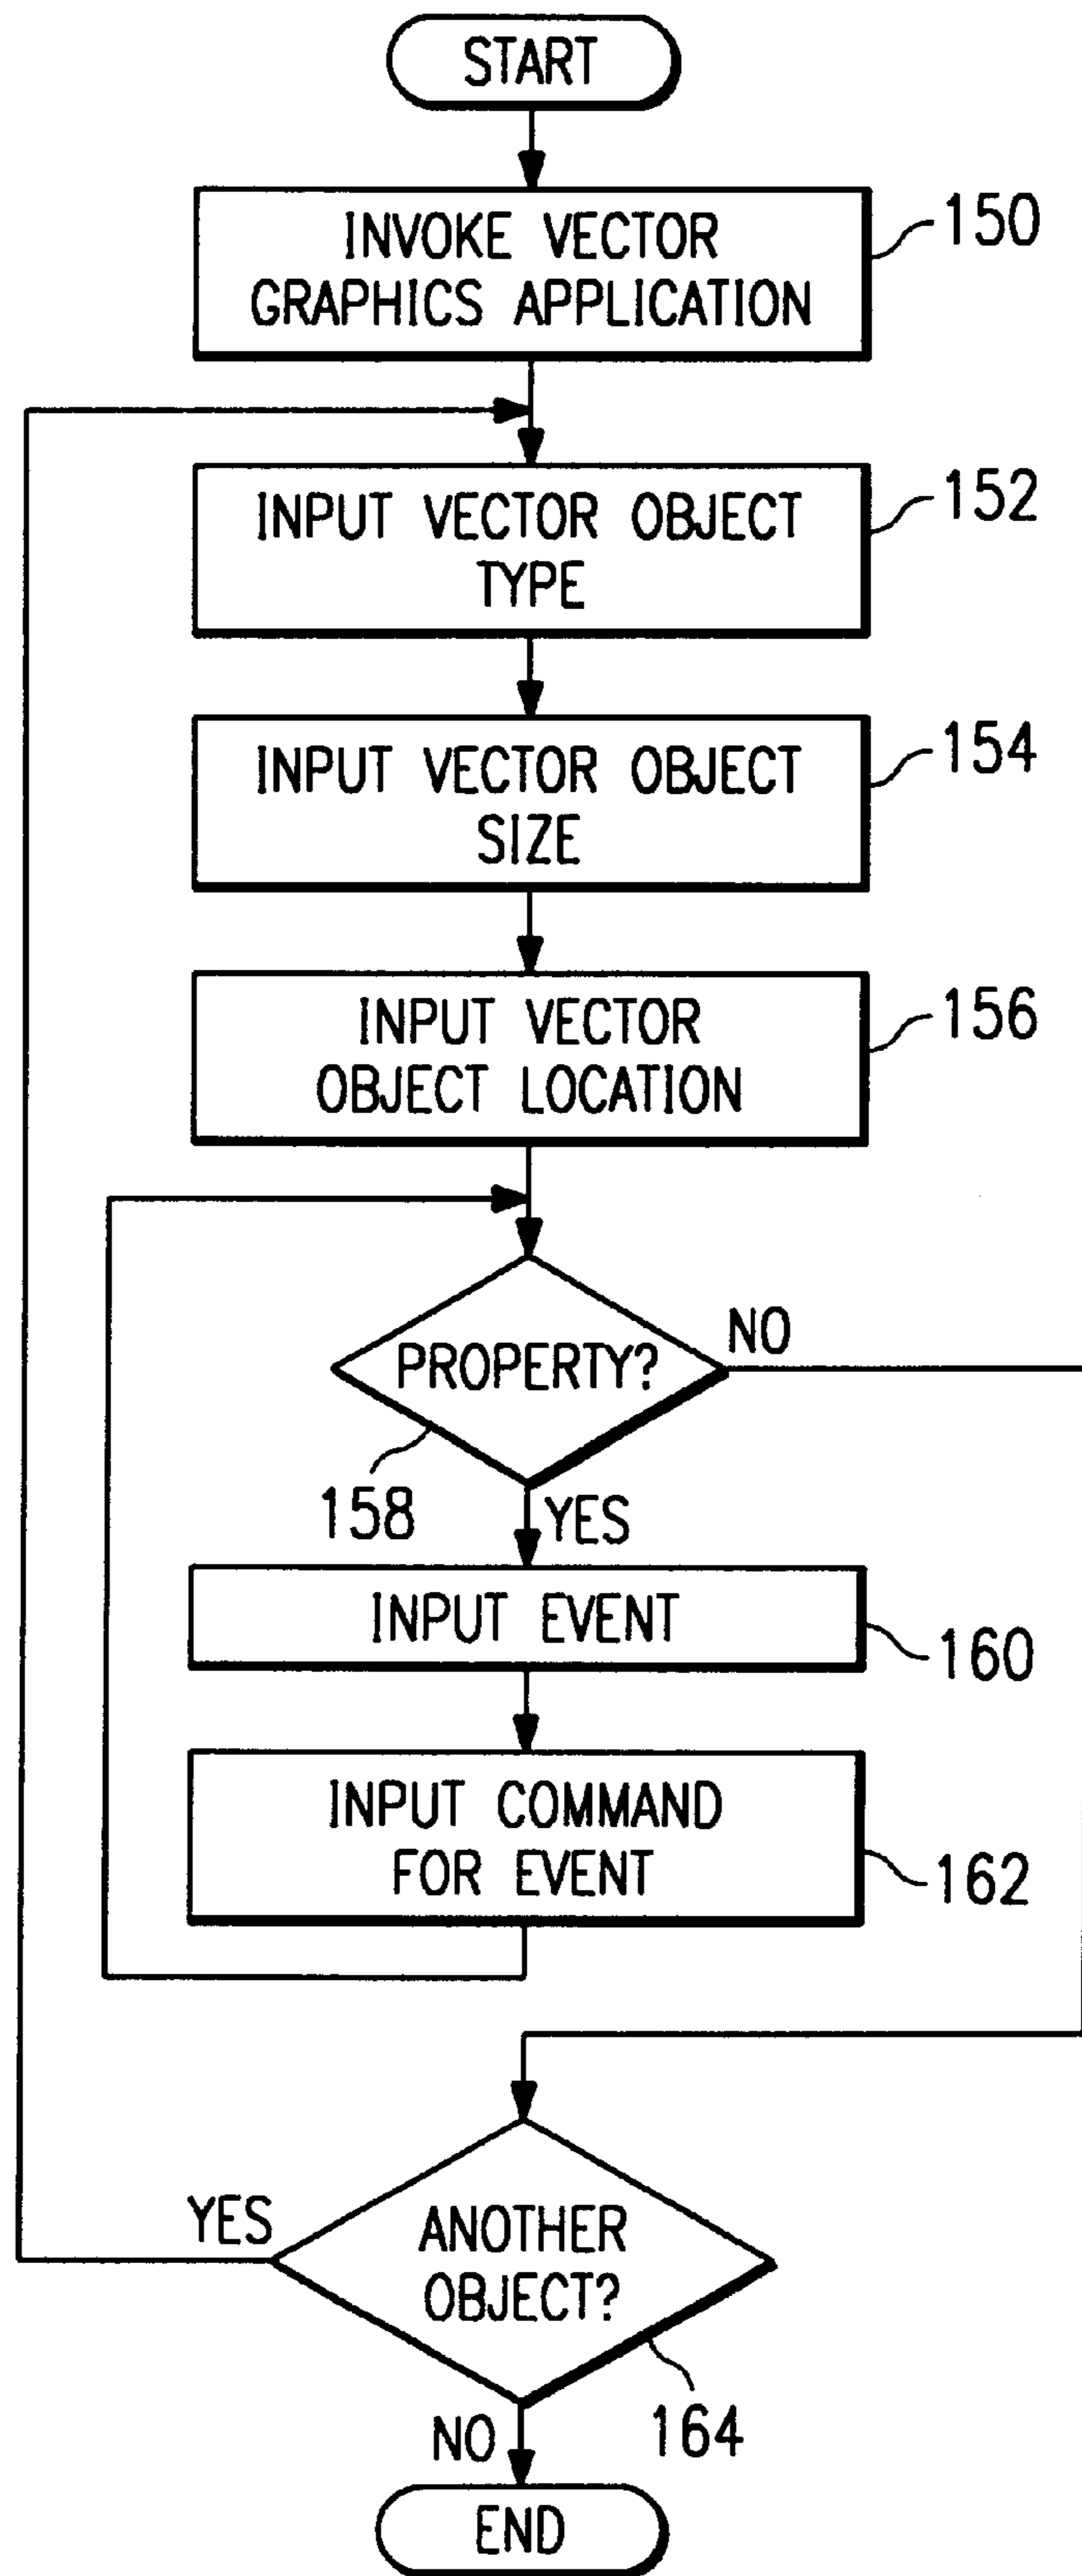 START
INVOKE VECTOR
GRAPHICS APPLICATION
150
INPUT VECTOR OBJECT
TYPE
152
INPUT VECTOR OBJECT
SIZE
154
INPUT VECTOR
OBJECT LOCATION
156
PROPERTY?
NO
158
YES
INPUT EVENT
160
INPUT COMMAND
FOR EVENT
162
YES
ANOTHER
OBJECT?
164
NO
END